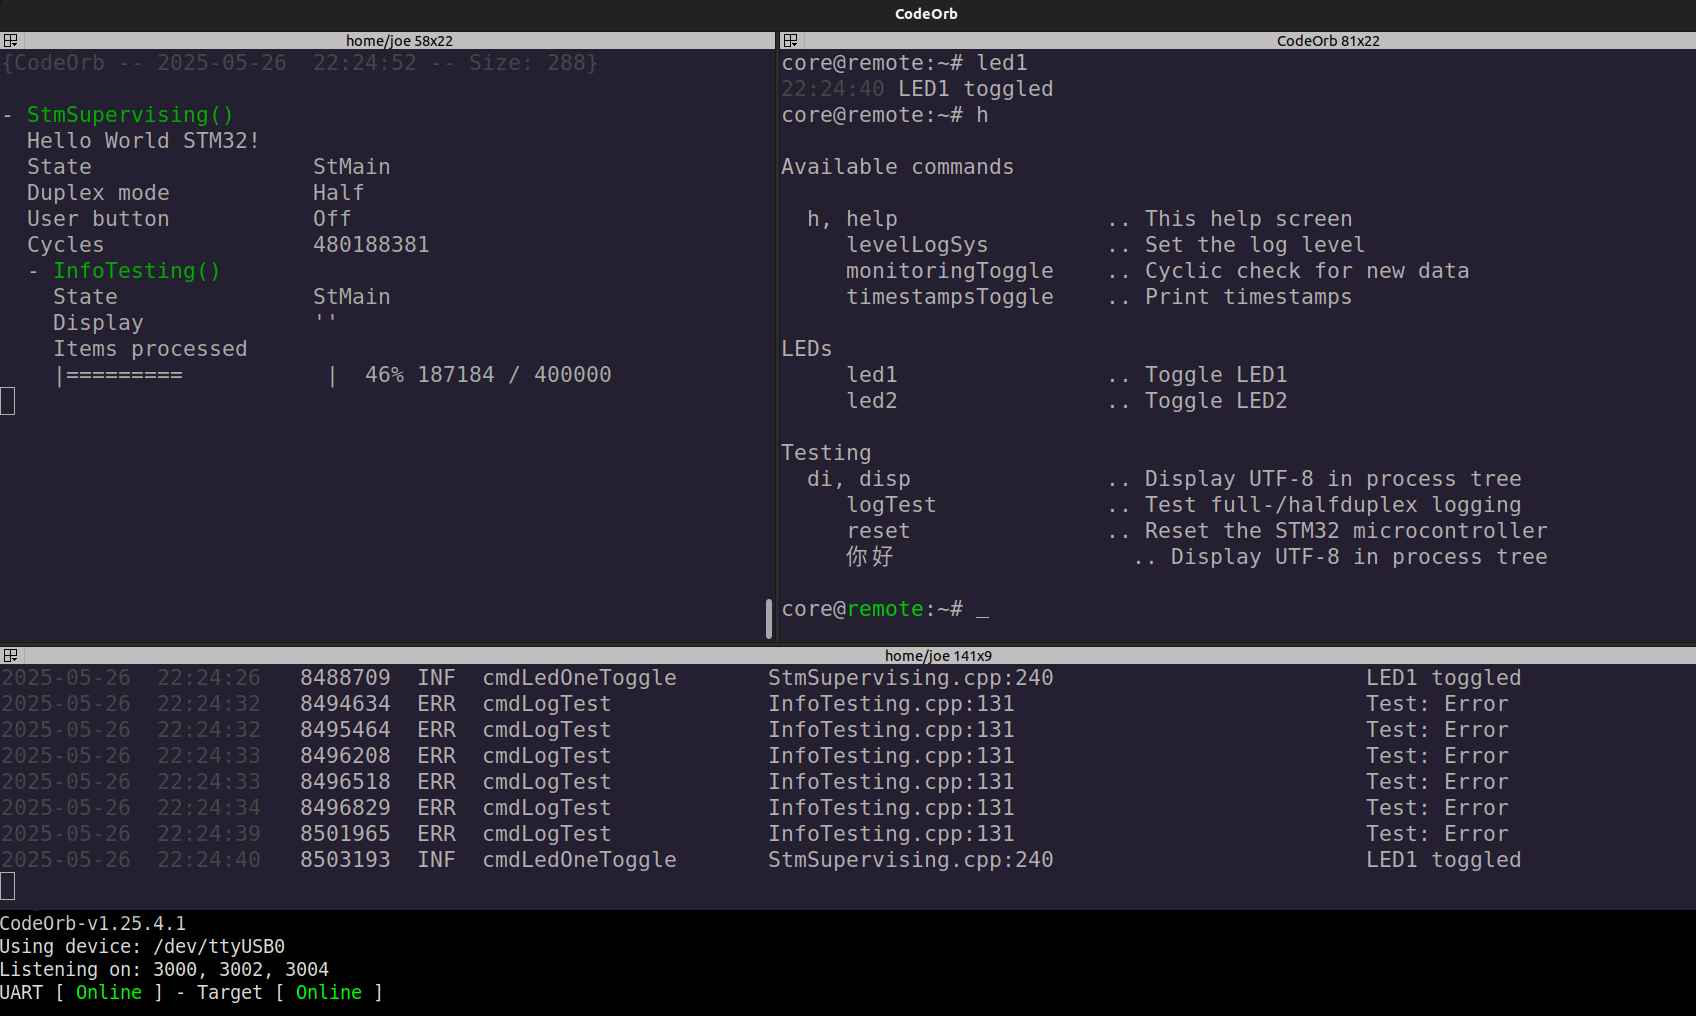 CodeOrb
home/joe 58x22
{CodeOrb -- 2025-05-26  22:24:52 -- Size: 288}
- StmSupervising()
  Hello World STM32!
  State                 StMain
  Duplex mode           Half
  User button           Off
  Cycles                480188381
  - InfoTesting()
    State               StMain
    Display             ''
    Items processed
    |=========           |  46% 187184 / 400000
CodeOrb 81x22
core@remote:~# led1
22:24:40 LED1 toggled
core@remote:~# h
Available commands
  h, help                .. This help screen
     levelLogSys         .. Set the log level
     monitoringToggle    .. Cyclic check for new data
     timestampsToggle    .. Print timestamps
LEDs
     led1                .. Toggle LED1
     led2                .. Toggle LED2
Testing
  di, disp               .. Display UTF-8 in process tree
     logTest             .. Test full-/halfduplex logging
     reset               .. Reset the STM32 microcontroller
     你好                  .. Display UTF-8 in process tree
core@remote:~# _
home/joe 141x9
2025-05-26  22:24:26   8488709  INF  cmdLedOneToggle       StmSupervising.cpp:240                        LED1 toggled
2025-05-26  22:24:32   8494634  ERR  cmdLogTest            InfoTesting.cpp:131                           Test: Error
2025-05-26  22:24:32   8495464  ERR  cmdLogTest            InfoTesting.cpp:131                           Test: Error
2025-05-26  22:24:33   8496208  ERR  cmdLogTest            InfoTesting.cpp:131                           Test: Error
2025-05-26  22:24:33   8496518  ERR  cmdLogTest            InfoTesting.cpp:131                           Test: Error
2025-05-26  22:24:34   8496829  ERR  cmdLogTest            InfoTesting.cpp:131                           Test: Error
2025-05-26  22:24:39   8501965  ERR  cmdLogTest            InfoTesting.cpp:131                           Test: Error
2025-05-26  22:24:40   8503193  INF  cmdLedOneToggle       StmSupervising.cpp:240                        LED1 toggled
CodeOrb-v1.25.4.1
Using device: /dev/ttyUSB0
Listening on: 3000, 3002, 3004
UART [ Online ] - Target [ Online ]